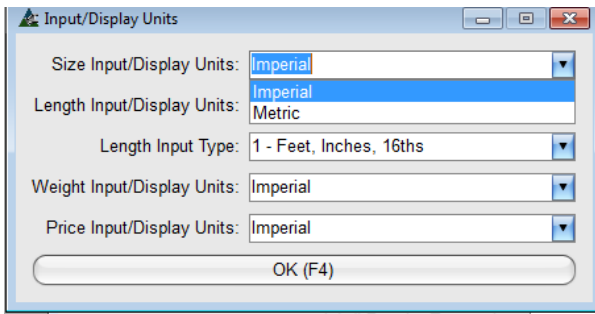 Input/Display Units
Size Input/Display Units: Imperial
Imperial
Length Input/Display Units: Metric
Length Input Type: 1 - Feet, Inches, 16ths
Weight Input/Display Units: Imperial
Price Input/Display Units: Imperial
OK (F4)